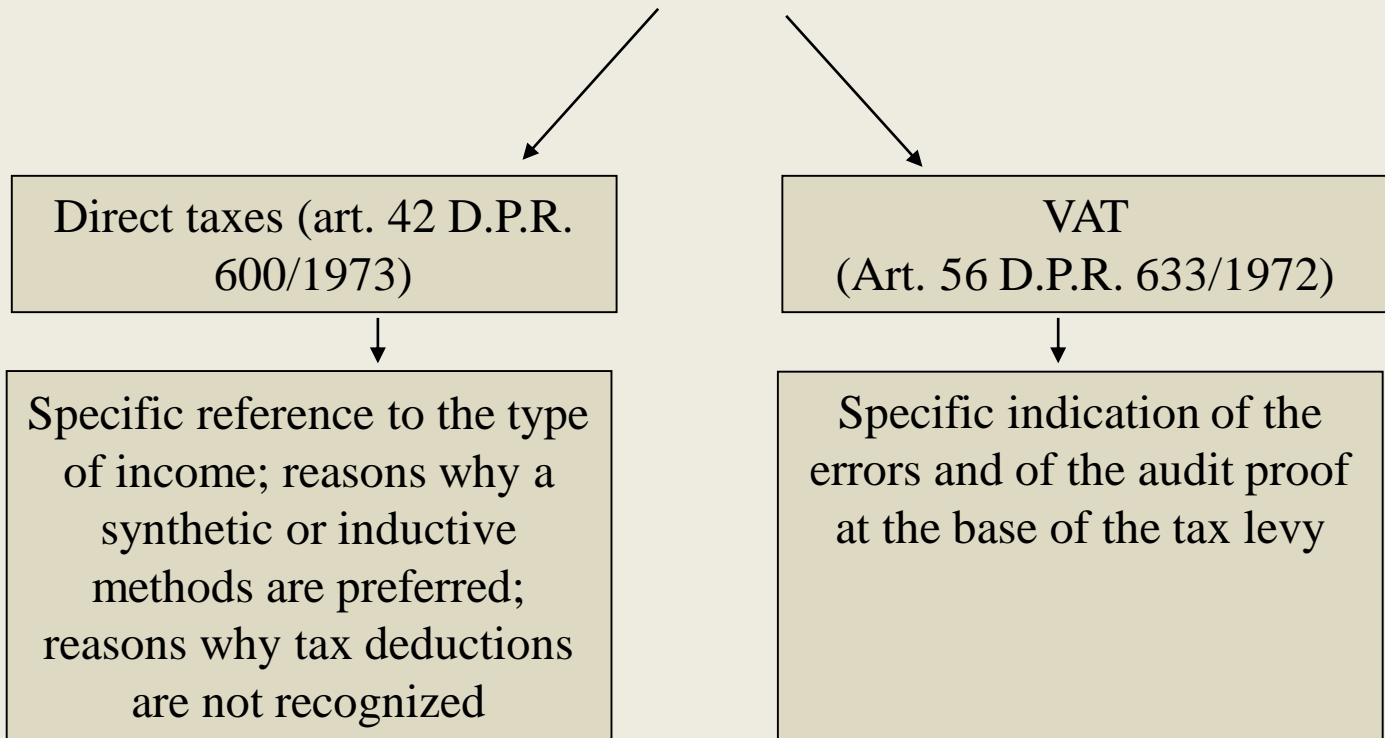 Direct taxes (art. 42 D.P.R.
600/1973)
VAT
(Art. 56 D.P.R. 633/1972)
Specific reference to the type
of income; reasons why a
synthetic or inductive
methods are preferred;
reasons why tax deductions
are not recognized
Specific indication of the
errors and of the audit proof
at the base of the tax levy